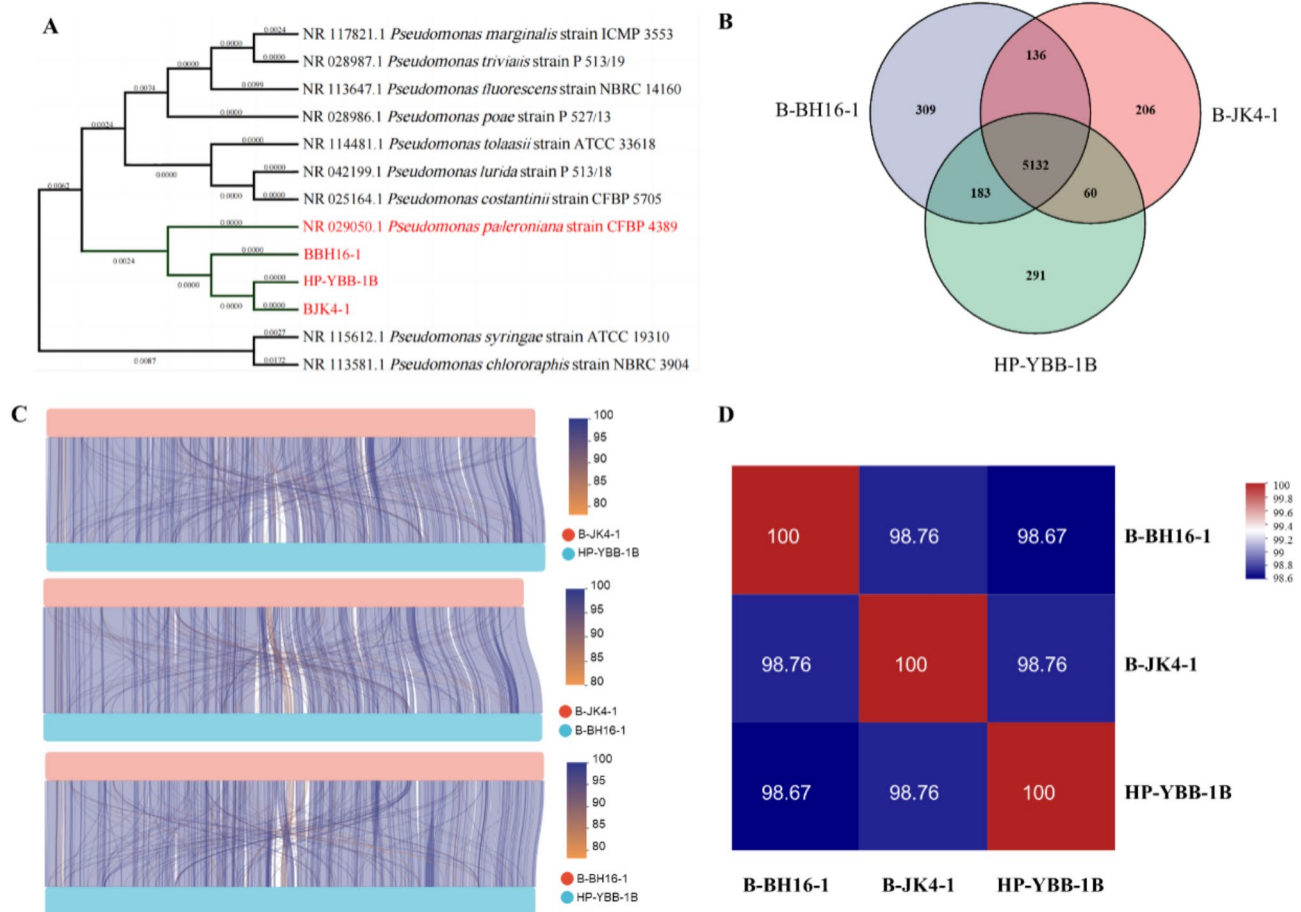 A
0.0024
NR 117821.1 Pseudomonas marginalis strain ICMP 3553
0.0000
0.0000
NR 028987.1 Pseudomonas trivialis strain P 513/19
0.0000
0.0099
NR 113647.1 Pseudomonas fluorescens strain NBRC 14160
0.0024
NR 028986.1 Pseudomonas poae strain P 527/13
0.0024
NR 114481.1 Pseudomonas tolaasii strain ATCC 33618
0.0000
0.0000
NR 042199.1 Pseudomonas lurida strain P 513/18
0.0062
0.0000
0.0000
NR 025164.1 Pseudomonas costantinii strain CFBP 5705
0.0000
NR 029050.1 Pseudomonas paleroniana strain CFBP 4389
0.0024
0.0000
BBH16-1
0.0000
0.0000
HP-YBB-1B
0.0000
0.0000
BJK4-1
0.0027
NR 115612.1 Pseudomonas syringae strain ATCC 19310
0.0087
0.0172
NR 113581.1 Pseudomonas chlororaphis strain NBRC 3904
B
136
B-BH16-1
309
206
B-JK4-1
5132
183
60
291
HP-YBB-1B
C
100
95
90
85
80
B-JK4-1
HP-YBB-1B
100
95
90
85
80
B-JK4-1
B-BH16-1
100
95
90
85
80
B-BH16-1
HP-YBB-1B
D
100 98.76 98.67 B-BH16-1
98.76 100 98.76 B-JK4-1
98.67 98.76 100 HP-YBB-1B
B-BH16-1 B-JK4-1 HP-YBB-1B
100
99.8
99.6
99.4
99.2
99
98.8
98.6